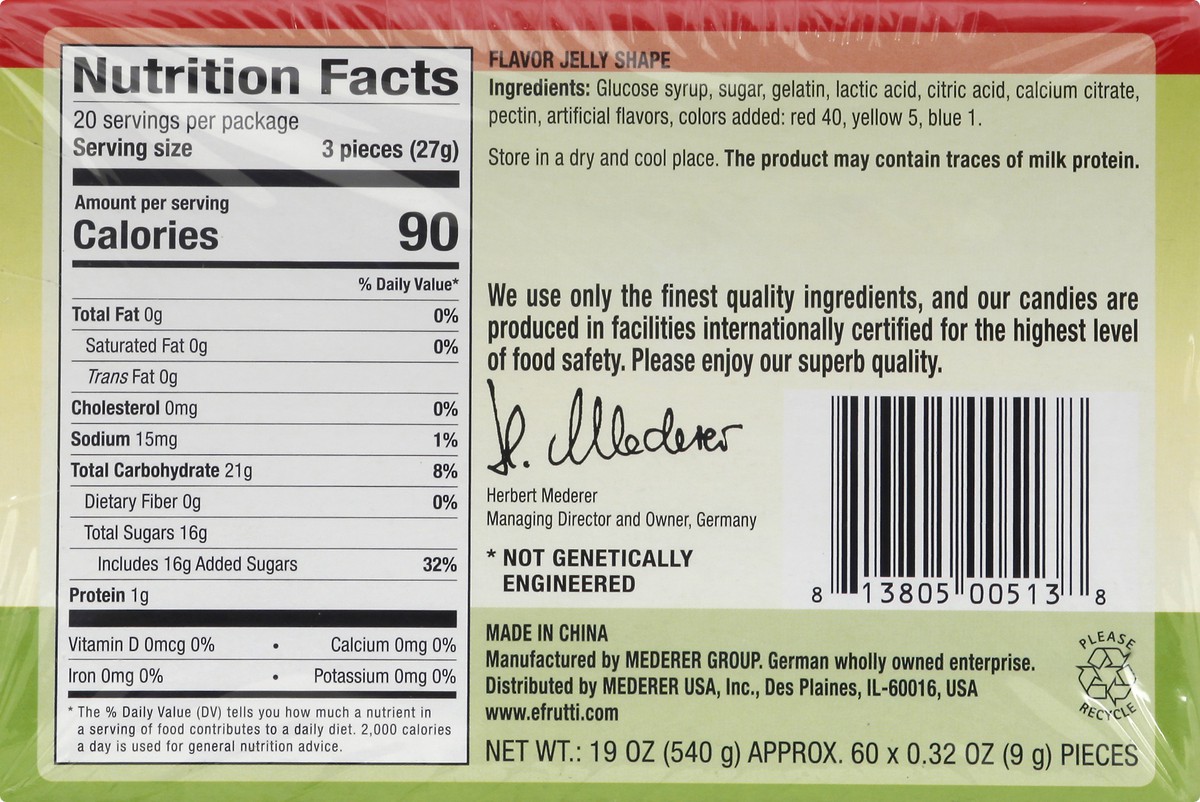 Nutrition Facts
20 servings per package
Serving size 3 pieces (27g)
Amount per serving
Calories 90
% Daily Value*
Total Fat 0g 0%
Saturated Fat 0g 0%
Trans Fat 0g
Cholesterol 0mg 0%
Sodium 15mg 1%
Total Carbohydrate 21g 8%
Dietary Fiber 0g 0%
Total Sugars 16g
Includes 16g Added Sugars 32%
Protein 1g
Vitamin D 0mcg 0% • Calcium 0mg 0%
Iron 0mg 0% • Potassium 0mg 0%
* The % Daily Value (DV) tells you how much a nutrient in
a serving of food contributes to a daily diet. 2,000 calories
a day is used for general nutrition advice.
FLAVOR JELLY SHAPE
Ingredients: Glucose syrup, sugar, gelatin, lactic acid, citric acid, calcium citrate,
pectin, artificial flavors, colors added: red 40, yellow 5, blue 1.
Store in a dry and cool place. The product may contain traces of milk protein.
We use only the finest quality ingredients, and our candies are
produced in facilities internationally certified for the highest level
of food safety. Please enjoy our superb quality.
H. Mederer
Herbert Mederer
Managing Director and Owner, Germany
* NOT GENETICALLY
ENGINEERED
8 13805 00513 8
MADE IN CHINA
Manufactured by MEDERER GROUP. German wholly owned enterprise.
Distributed by MEDERER USA, Inc., Des Plaines, IL-60016, USA
www.efrutti.com
PLEASE
RECYCLE
NET WT.: 19 OZ (540 g) APPROX. 60 x 0.32 OZ (9 g) PIECES